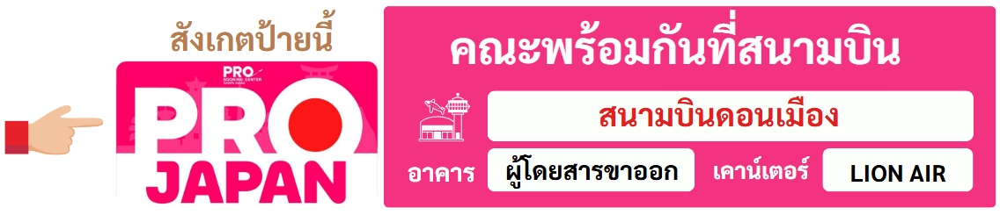 สังเกตป้ายนี้
PRO
BOOKING CENTER
PRO
JAPAN
คณะพร้อมกันที่สนามบิน
สนามบินดอนเมือง
อาคาร ผู้โดยสารขาออก เคาน์เตอร์ LION AIR